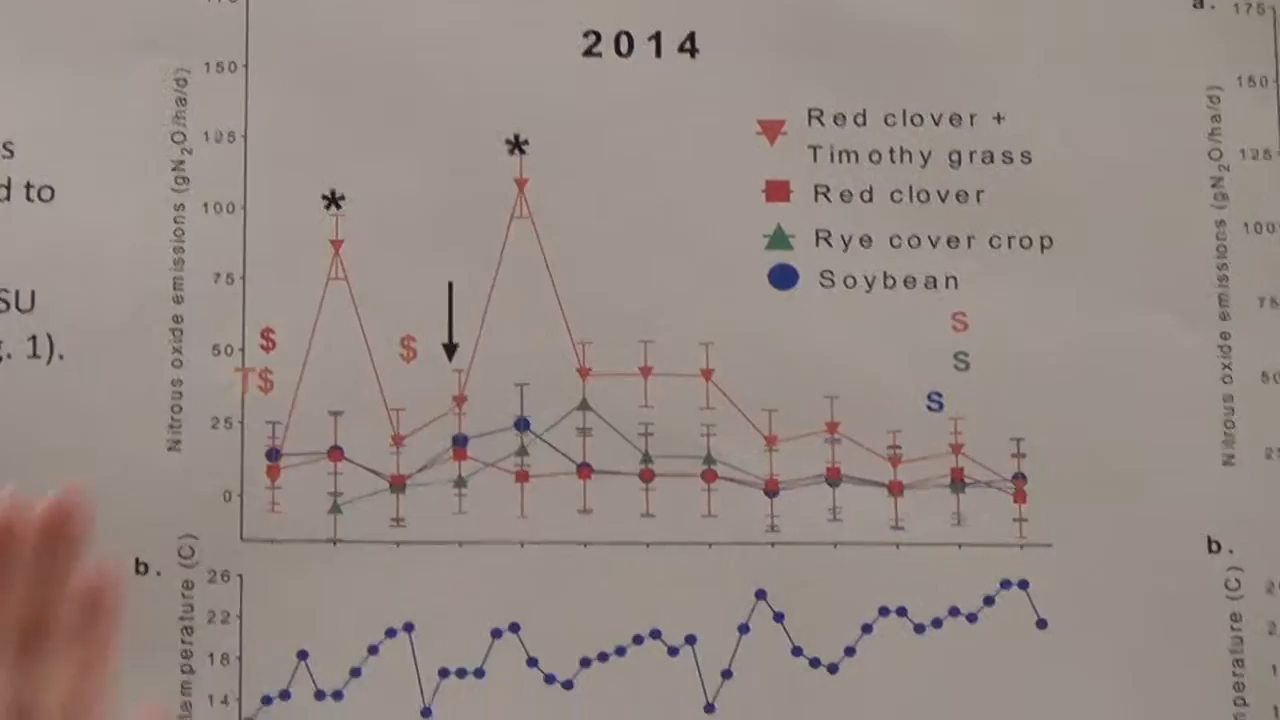 s
d to
SU
. 1).
2014
175
150
125
100
75
50
25
0
Nitrous oxide emissions (gN2O/ha/d)
*
*
$
T$
$
Red clover +
Timothy grass
Red clover
Rye cover crop
Soybean
S
S
S
b.
26
22
18
14
temperature (C)
a.
175
150
125
100
75
50
Nitrous oxide emissions (gN2O/ha/d)
b.
perature (C)